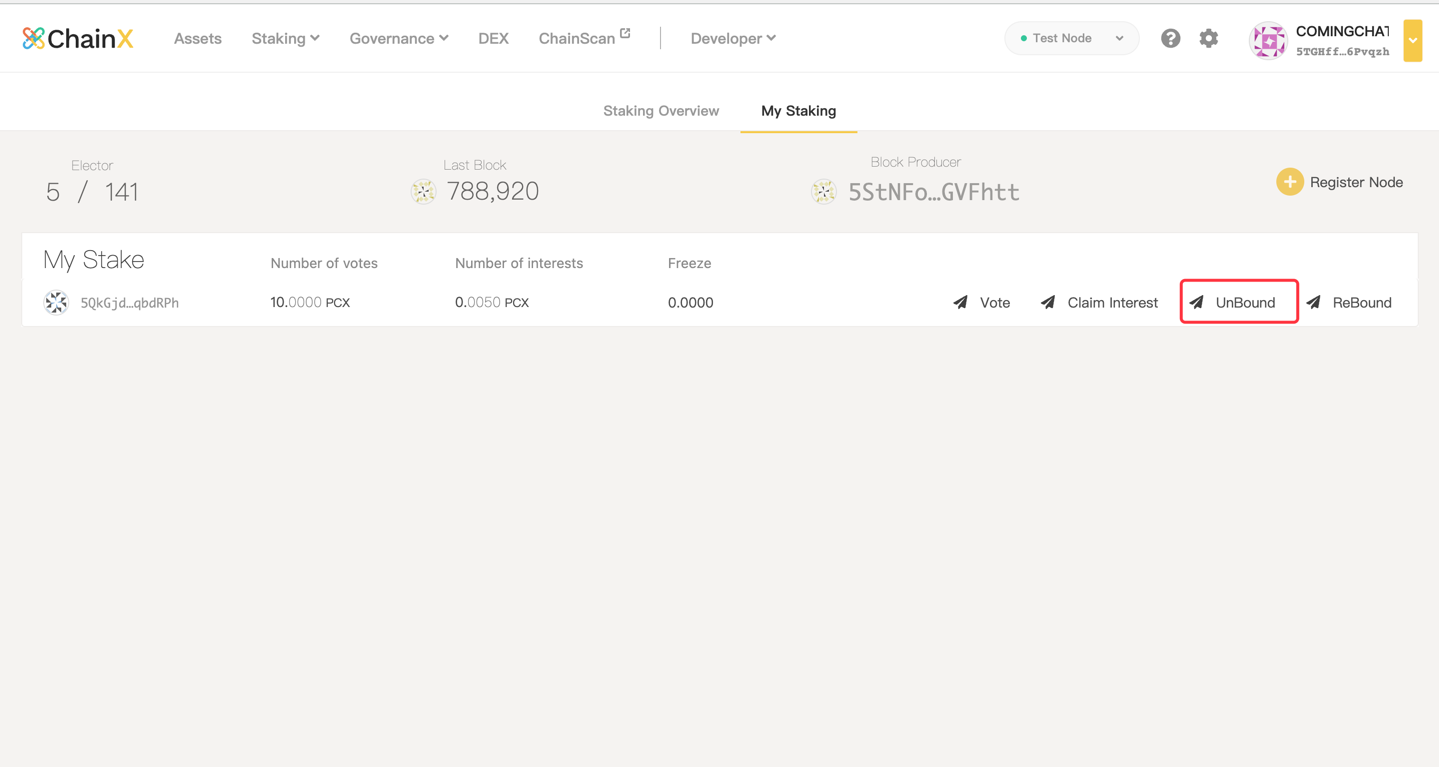 ChainX Assets Staking Governance DEX ChainScan Developer Test Node COMINGCHAT
5TGHff…6Pvqzh
Staking Overview My Staking
Elector Last Block Block Producer
5 / 141 788,920 5StNFo…GVFhtt Register Node
My Stake Number of votes Number of interests Freeze
5QkGjd…qbdRPh 10.0000 PCX 0.0050 PCX 0.0000 Vote Claim Interest UnBound ReBound